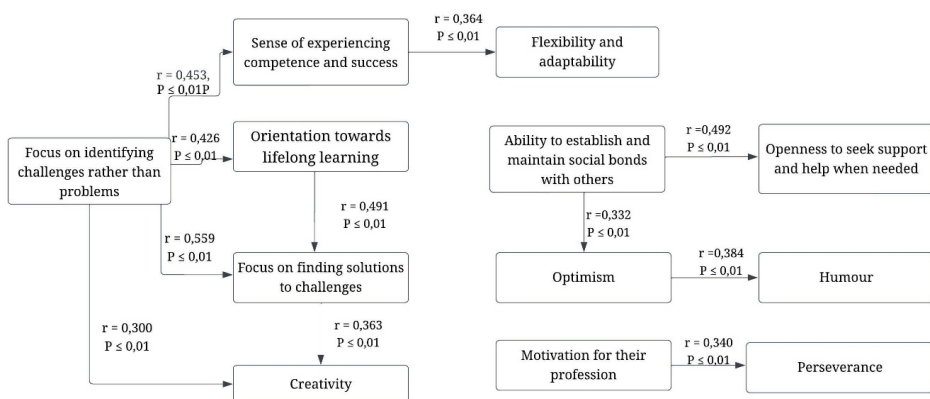 r = 0,364
P ≤ 0,01
Sense of experiencing
competence and success
Flexibility and
adaptability
r = 0,453,
P ≤ 0,01P
r = 0,426
P ≤ 0,01
Orientation towards
lifelong learning
Focus on identifying
challenges rather than
problems
Ability to establish and
maintain social bonds
with others
r =0,492
P ≤ 0,01
Openness to seek support
and help when needed
r = 0,491
P ≤ 0,01
r =0,332
P ≤ 0,01
r = 0,559
P ≤ 0,01
Focus on finding solutions
to challenges
Optimism
r =0,384
P ≤ 0,01
Humour
r = 0,300
P ≤ 0,01
r = 0,363
P ≤ 0,01
Creativity
Motivation for their
profession
r = 0,340
P ≤ 0,01
Perseverance